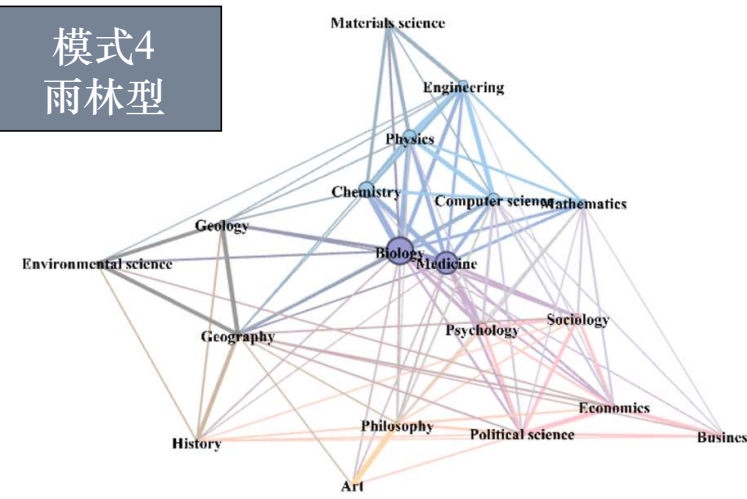 模式4
雨林型
Materials science
Engineering
Physics
Chemistry
Computer science
Mathematics
Geology
Biology
Medicine
Environmental science
Geography
Psychology
Sociology
Economics
Philosophy
Political science
Busines
History
Art